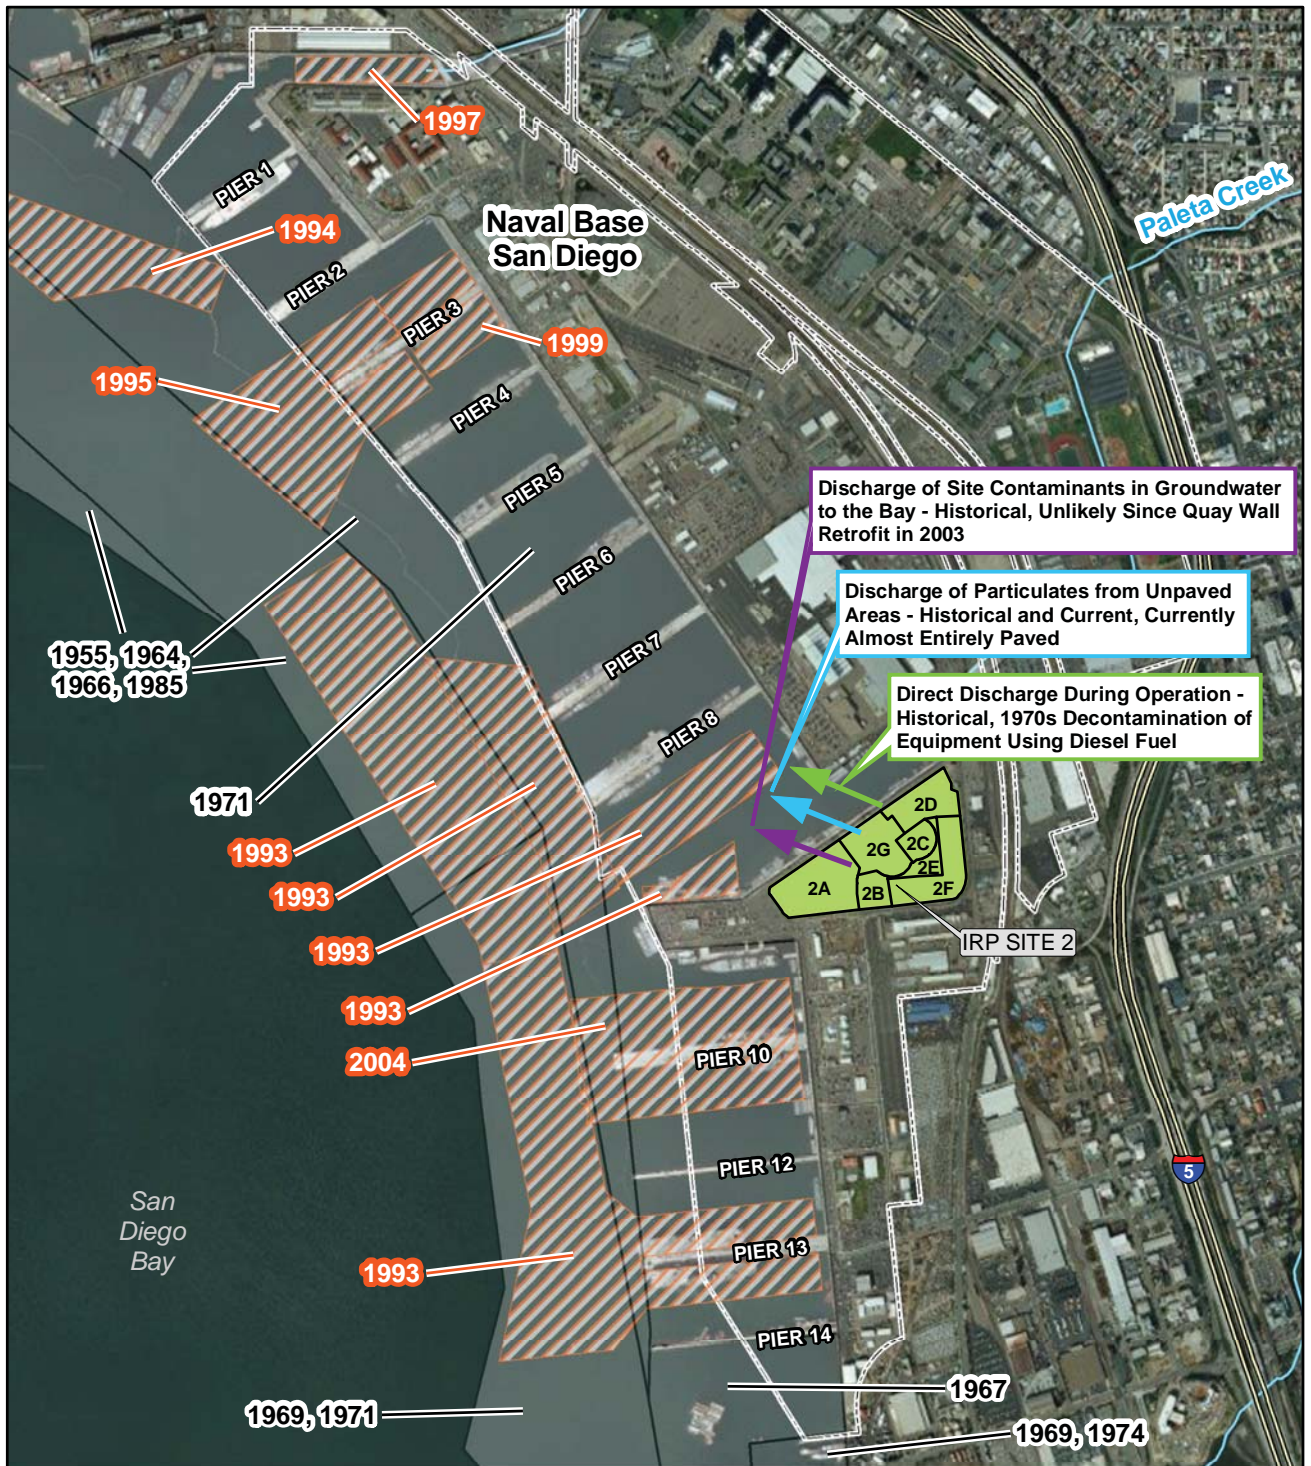 1997
PIER 1
Paleta Creek
Naval Base
San Diego
1994
PIER 2
PIER 3
1999
1995
PIER 4
PIER 5
Discharge of Site Contaminants in Groundwater
to the Bay - Historical, Unlikely Since Quay Wall
Retrofit in 2003
PIER 6
Discharge of Particulates from Unpaved
Areas - Historical and Current, Currently
Almost Entirely Paved
1955, 1964,
1966, 1985
PIER 7
Direct Discharge During Operation -
Historical, 1970s Decontamination of
Equipment Using Diesel Fuel
PIER 8
1971
2D
2G
2C
2E
2A
2B
2F
1993
1993
1993
IRP SITE 2
1993
2004
PIER 10
PIER 12
5
San
Diego
Bay
PIER 13
1993
PIER 14
1967
1969, 1971
1969, 1974